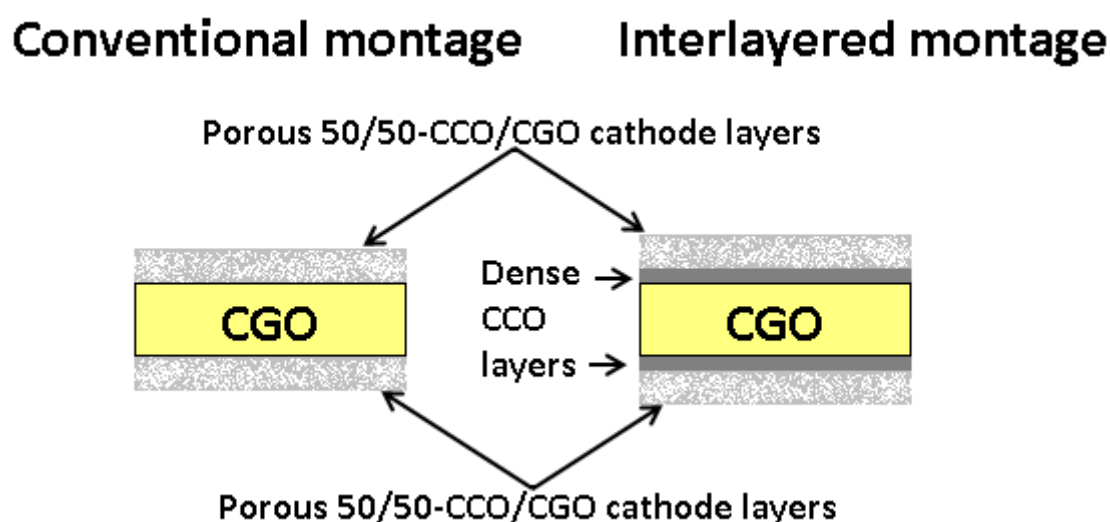 Conventional montage
Interlayered montage
Porous 50/50-CCO/CGO cathode layers
Dense
CCO
layers
CGO
CGO
Porous 50/50-CCO/CGO cathode layers